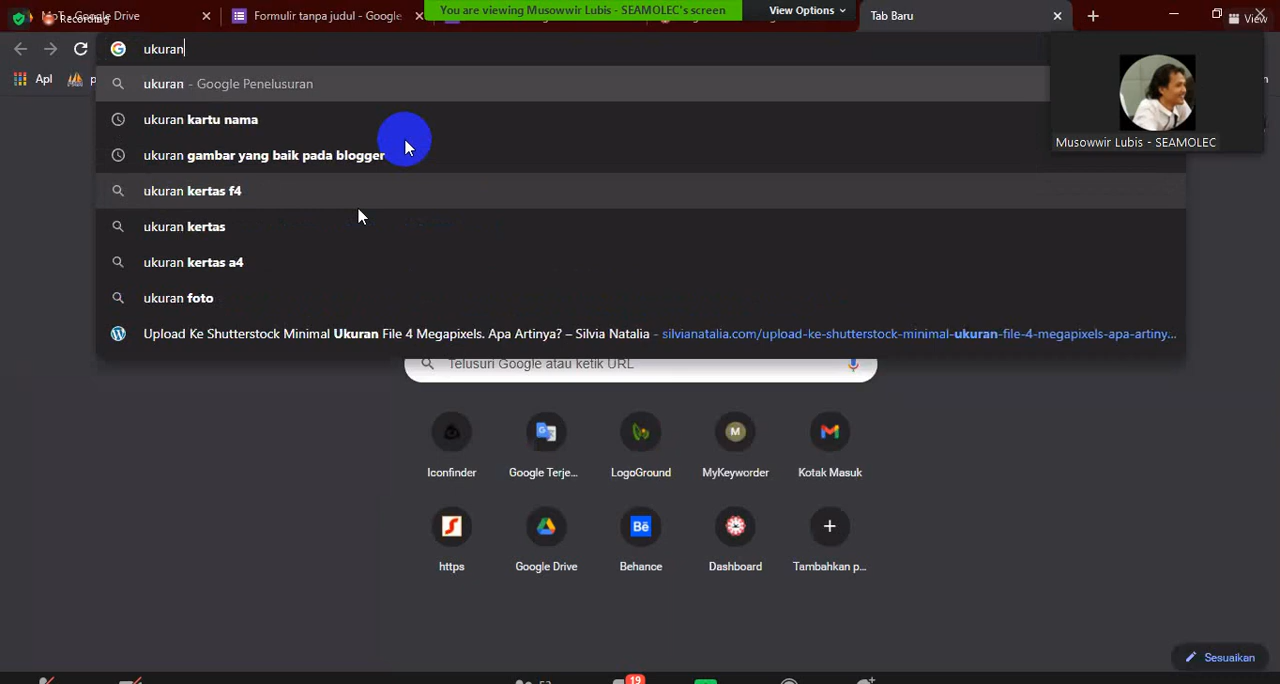 You are viewing Musowwir Lubis - SEAMOLEC's screen
View Options
View
Recording
Google Drive
Formulir tanpa judul - Google
Tab Baru
ukuran
Apl
ukuran - Google Penelusuran
ukuran kartu nama
ukuran gambar yang baik pada blogger
ukuran kertas f4
ukuran kertas
ukuran kertas a4
ukuran foto
Upload Ke Shutterstock Minimal Ukuran File 4 Megapixels. Apa Artinya? – Silvia Natalia - silvianatalia.com/upload-ke-shutterstock-minimal-ukuran-file-4-megapixels-apa-artiny...
Musowwir Lubis - SEAMOLEC
Telusuri Google atau ketik URL
M
Iconfinder
Google Terje...
LogoGround
MyKeyworder
Kotak Masuk
Bē
https
Google Drive
Behance
Dashboard
Tambahkan p...
Sesuaikan
19